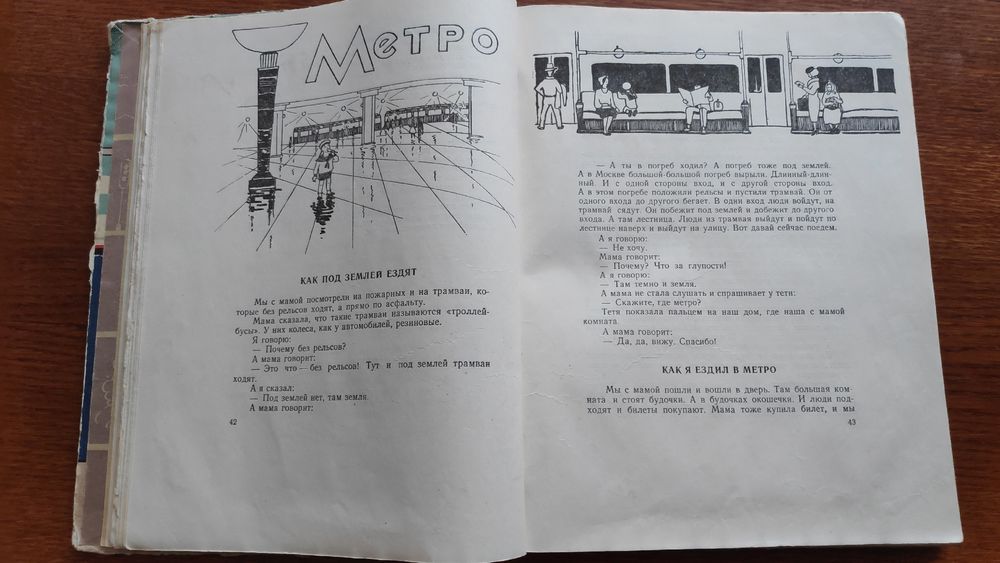 Метро
КАК ПОД ЗЕМЛЕЙ ЕЗДЯТ
Мы с мамой посмотрели на пожарных и на трамваи, ко-
торые без рельсов ходят, а прямо по асфальту.
Мама сказала, что такие трамваи называются «троллей-
бусы». У них колеса, как у автомобилей, резиновые.
Я говорю:
— Почему без рельсов?
А мама говорит:
— Это что — без рельсов! Тут и под землей трамваи
ходят.
А я сказал:
— Под землей нет, там земля.
А мама говорит:
42
— А ты в погреб ходил? А погреб тоже под землей.
А в Москве большой-большой погреб вырыли. Длинный-длин-
ный. И с одной стороны вход, и с другой стороны вход.
А в этом погребе положили рельсы и пустили трамвай. Он от
одного входа до другого бегает. В один вход люди войдут, на
трамвай сядут. Он побежит под землей и добежит до другого
входа. А там лестница. Люди из трамвая выйдут и пойдут по
лестнице наверх и выйдут на улицу. Вот давай сейчас поедем.
А я говорю:
— Не хочу.
Мама говорит:
— Почему? Что за глупости!
А я говорю:
— Там темно и земля.
А мама не стала слушать и спрашивает у тети:
— Скажите, где метро?
Тетя показала пальцем на наш дом, где наша с мамой
комната.
А мама говорит:
— Да, да, вижу. Спасибо!
КАК Я ЕЗДИЛ В МЕТРО
Мы с мамой пошли и вошли в дверь. Там большая ком-
ната и стоят будочки. А в будочках окошечки. И люди под-
ходят и билеты покупают. Мама тоже купила билет, и мы
43